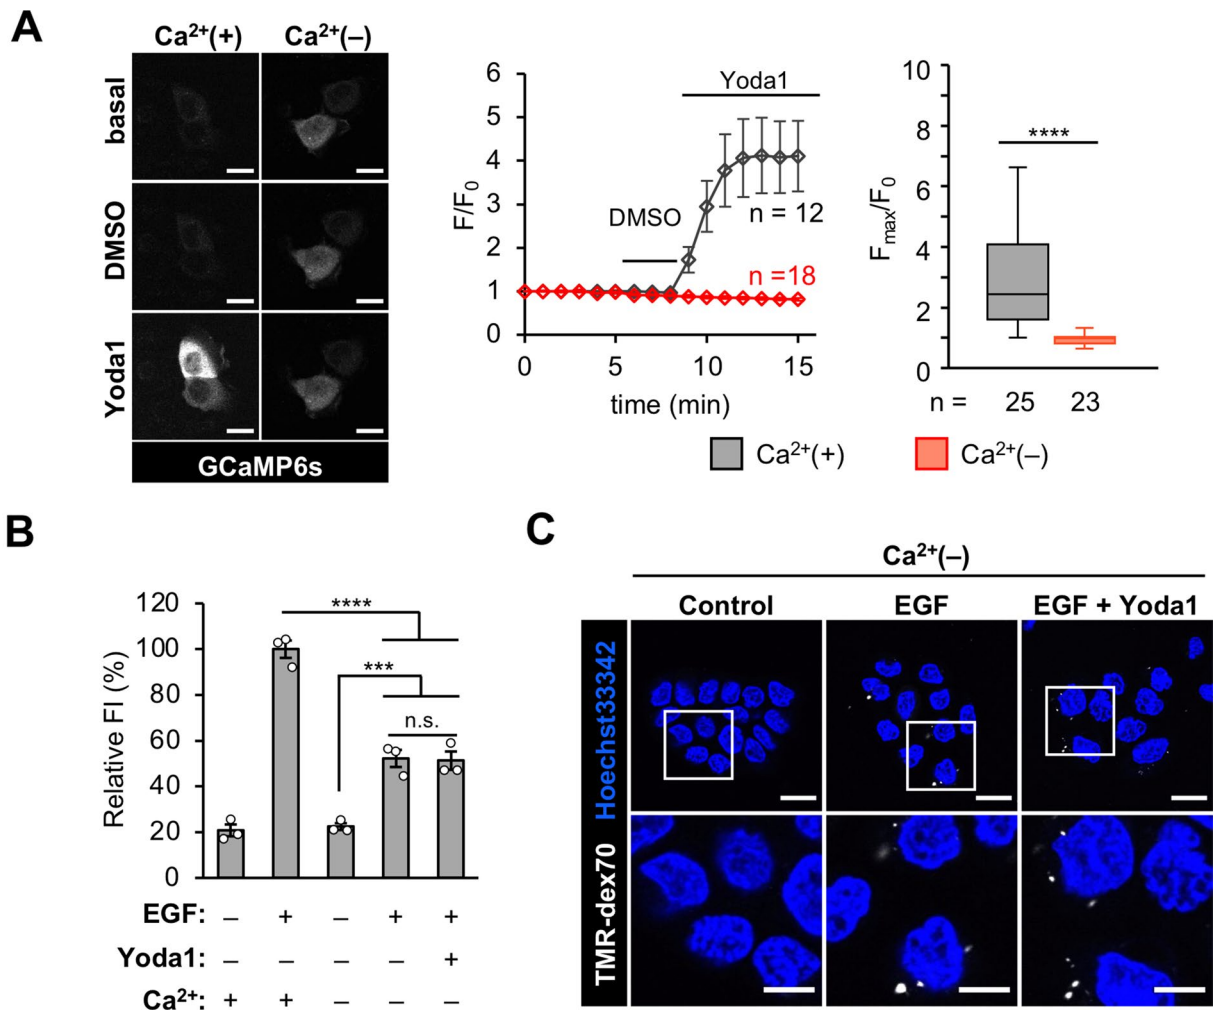 A
Ca²⁺(+) Ca²⁺(–)
basal
DMSO
Yoda1
GCaMP6s
F/F₀
6
5
4
3
2
1
0
Yoda1
DMSO
n = 12
n =18
0 5 10 15
time (min)
Fₘₐₓ/F₀
10
8
6
4
2
0
****
n = 25 23
Ca²⁺(+) Ca²⁺(–)
B
Relative FI (%)
120
100
80
60
40
20
0
****
***
n.s.
EGF: – + – + +
Yoda1: – – – – +
Ca²⁺: + + – – –
C
Ca²⁺(–)
Control EGF EGF + Yoda1
TMR-dex70 Hoechst33342